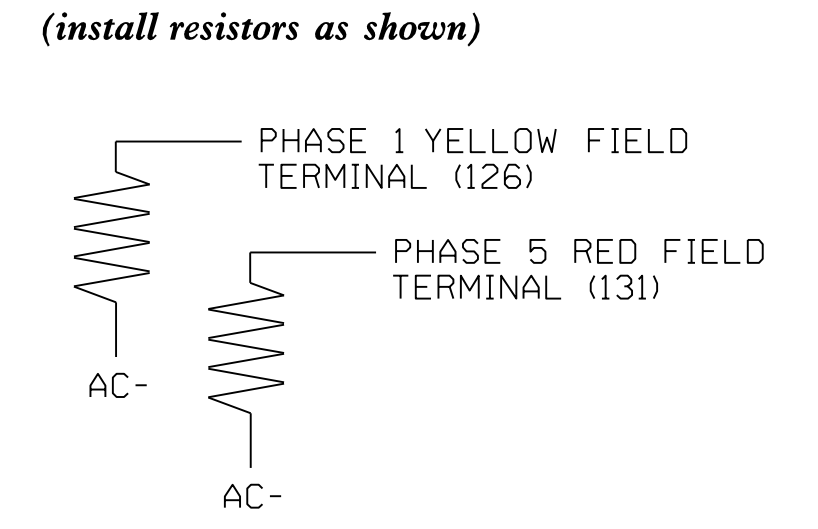 (install resistors as shown)
PHASE 1 YELLOW FIELD
TERMINAL (126)
PHASE 5 RED FIELD
TERMINAL (131)
AC-
AC-